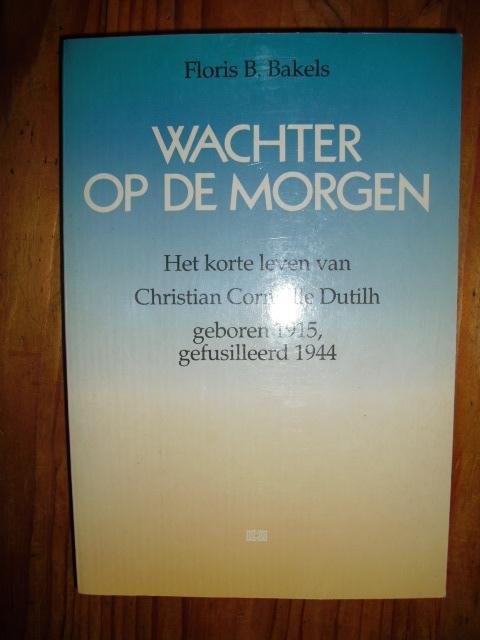 Floris B. Bakels
WACHTER
OP DE MORGEN
Het korte leven van
Christian Dutilh
geboren 1915,
gefusilleerd 1944